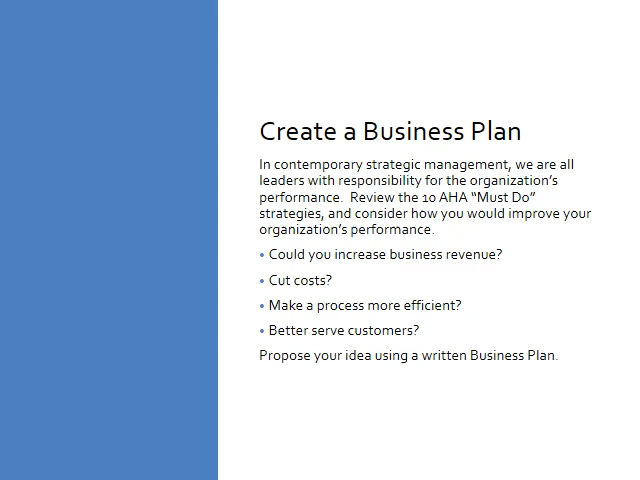 Create a Business Plan
In contemporary strategic management, we are all
leaders with responsibility for the organization’s
performance.  Review the 10 AHA “Must Do”
strategies, and consider how you would improve your
organization’s performance.
• Could you increase business revenue?
• Cut costs?
• Make a process more efficient?
• Better serve customers?
Propose your idea using a written Business Plan.